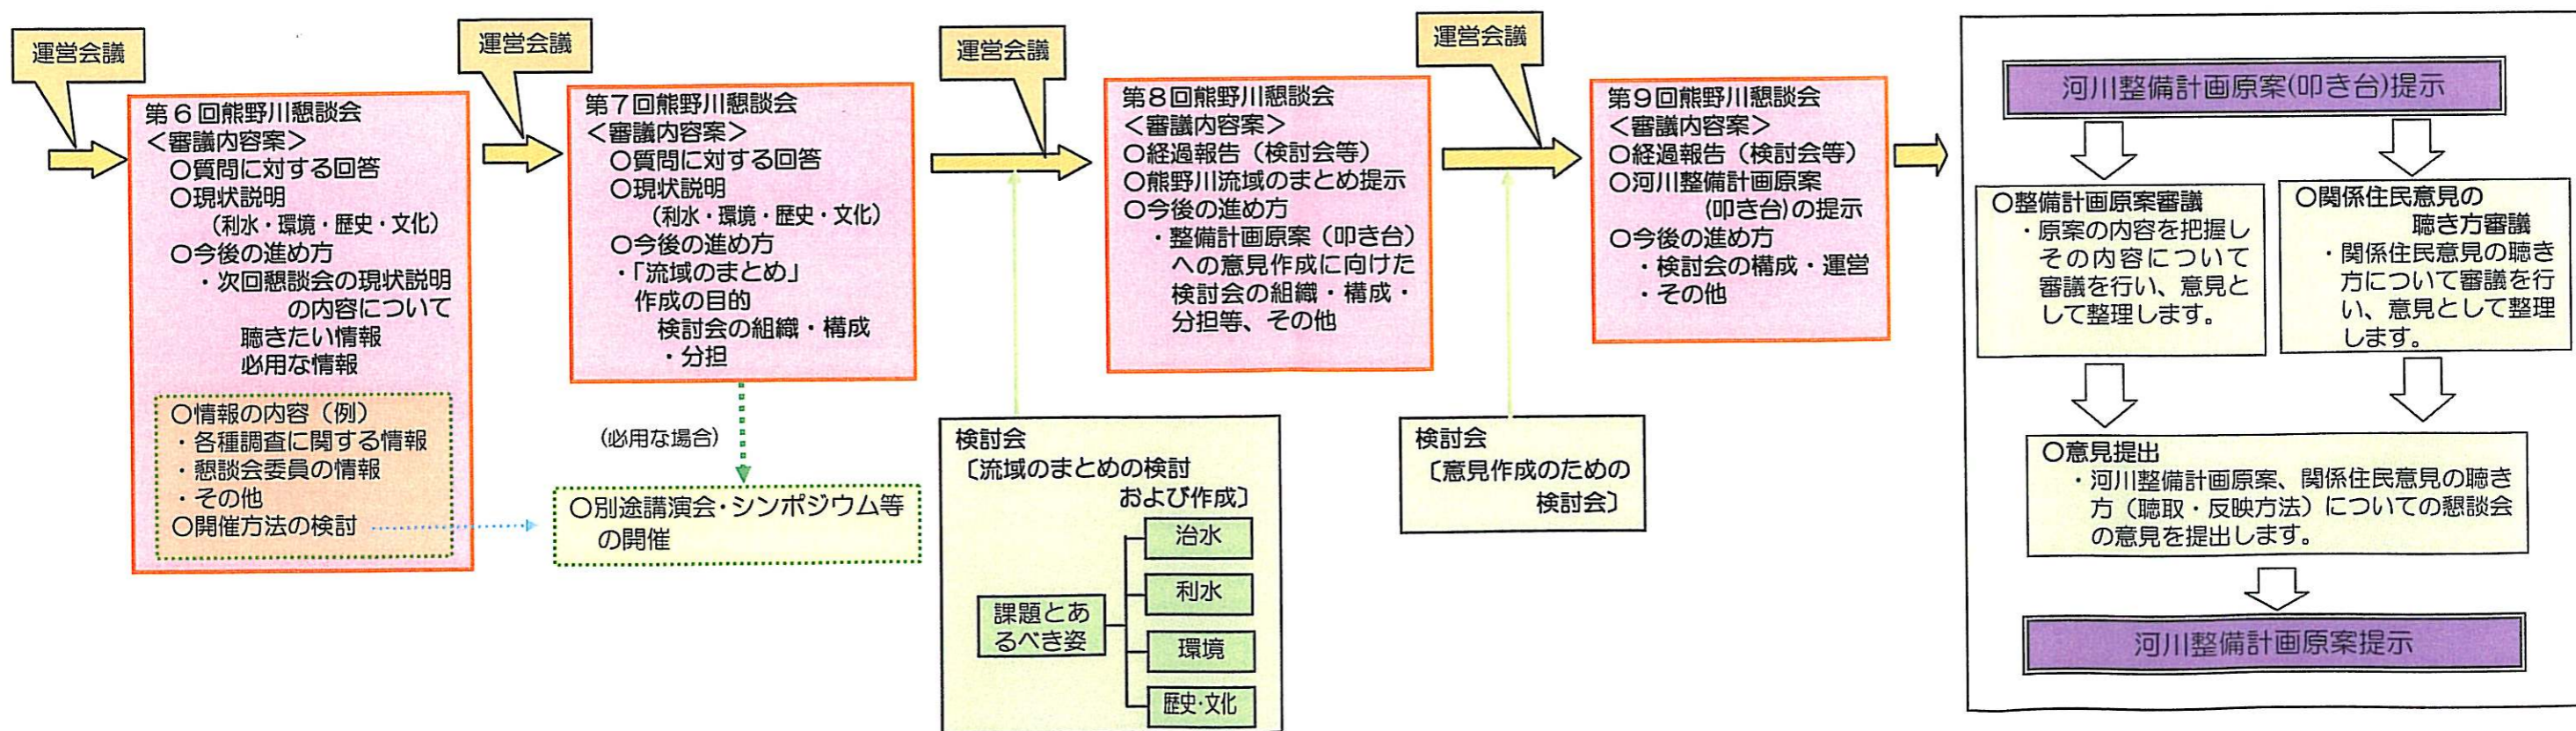 運営会議
第6回熊野川懇談会
<審議内容案>
〇質問に対する回答
〇現状説明
(利水・環境・歴史・文化)
〇今後の進め方
・次回懇談会の現状説明
の内容について
聴きたい情報
必用な情報
〇情報の内容(例)
・各種調査に関する情報
・懇談会委員の情報
・その他
〇開催方法の検討
運営会議
第7回熊野川懇談会
<審議内容案>
〇質問に対する回答
〇現状説明
(利水・環境・歴史・文化)
〇今後の進め方
・「流域のまとめ」
作成の目的
検討会の組織・構成
・分担
(必用な場合)
〇別途講演会・シンポジウム等
の開催
運営会議
第8回熊野川懇談会
<審議内容案>
〇経過報告(検討会等)
〇熊野川流域のまとめ提示
〇今後の進め方
・整備計画原案(叩き台)
への意見作成に向けた
検討会の組織・構成・
分担等、その他
検討会
〔流域のまとめの検討
および作成〕
課題とあ
るべき姿
治水
利水
環境
歴史・文化
運営会議
第9回熊野川懇談会
<審議内容案>
〇経過報告(検討会等)
〇河川整備計画原案
(叩き台)の提示
〇今後の進め方
・検討会の構成・運営
・その他
検討会
〔意見作成のための
検討会〕
河川整備計画原案(叩き台)提示
〇整備計画原案審議
・原案の内容を把握し
その内容について
審議を行い、意見と
して整理します。
〇関係住民意見の
聴き方審議
・関係住民意見の聴き
方について審議を行
い、意見として整理
します。
〇意見提出
・河川整備計画原案、関係住民意見の聴き
方(聴取・反映方法)についての懇談会
の意見を提出します。
河川整備計画原案提示